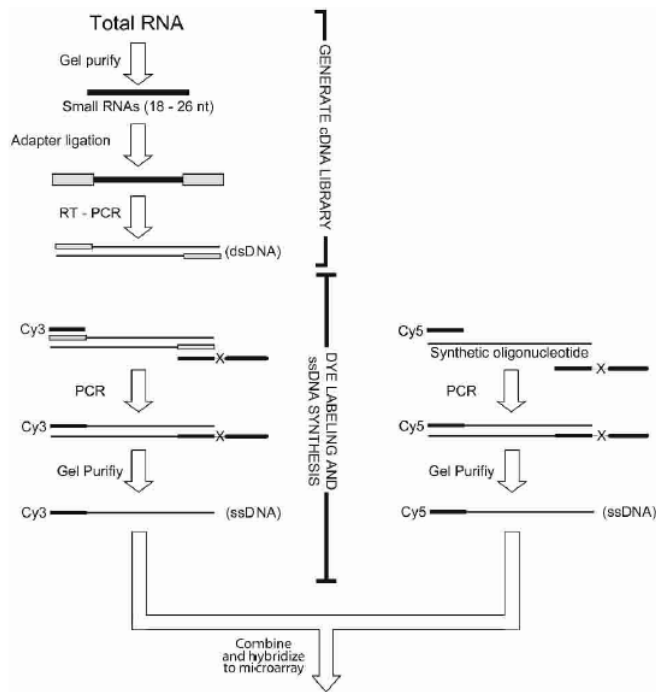 Total RNA
Gel purify
Small RNAs (18 - 26 nt)
Adapter ligation
RT - PCR
(dsDNA)
GENERATE cDNA LIBRARY
Cy3
X
PCR
Cy3
X
Gel Purifiy
Cy3
(ssDNA)
DYE LABELING AND
ssDNA SYNTHESIS
Cy5
Synthetic oligonucleotide
X
PCR
Cy5
X
Gel Purifiy
Cy5
(ssDNA)
Combine
and hybridize
to microarray